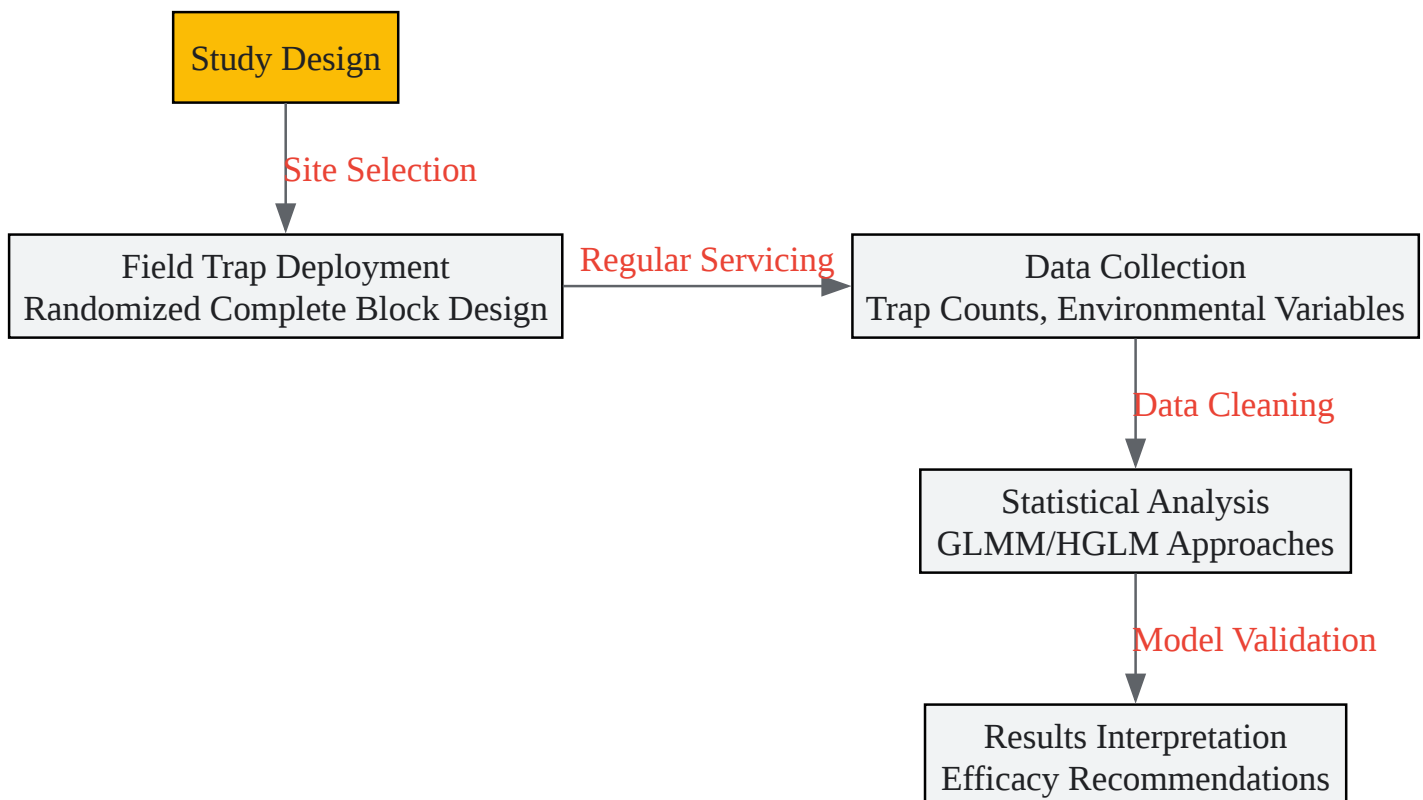 Study Design
Site Selection
Field Trap Deployment
Randomized Complete Block Design
Regular Servicing
Data Collection
Trap Counts, Environmental Variables
Data Cleaning
Statistical Analysis
GLMM/HGLM Approaches
Model Validation
Results Interpretation
Efficacy Recommendations